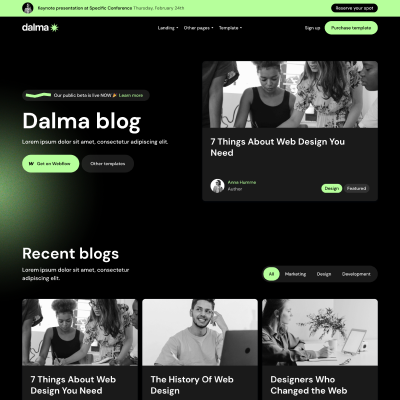 Keynote presentation at Specific Conference Thursday, February 24th
Reserve your spot
dalma
Landing
Other pages
Template
Sign up
Purchase template
Our public beta is live NOW 🎉 Learn more
Dalma blog
Lorem ipsum dolor sit amet, consectetur adipiscing elit.
Get on Webflow
Other templates
7 Things About Web Design You
Need
Anna Humme
Author
Design
Featured
Recent blogs
Lorem ipsum dolor sit amet, consectetur
adipiscing elit.
All
Marketing
Design
Development
7 Things About Web
Design You Need
The History Of Web
Design
Designers Who
Changed the Web